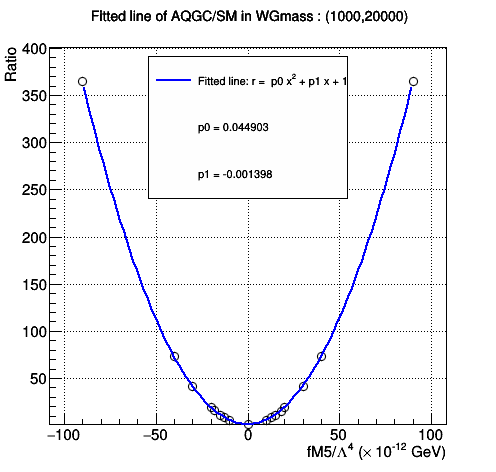 FItted line of AQGC/SM in WGmass : (1000,20000)
Ratio
400
350
300
250
200
150
100
50
Fitted line: r = p0 x² + p1 x + 1
p0 = 0.044903
p1 = -0.001398
−100 −50 0 50 100
fM5/Λ⁴ (× 10⁻¹² GeV)